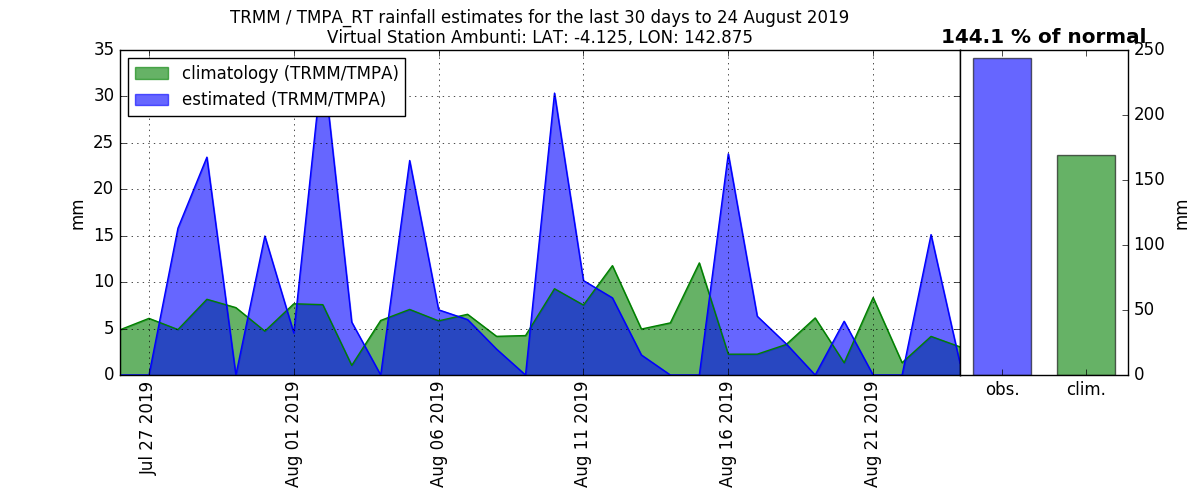 TRMM / TMPA_RT rainfall estimates for the last 30 days to 24 August 2019
Virtual Station Ambunti: LAT: -4.125, LON: 142.875
144.1 % of normal
climatology (TRMM/TMPA)
estimated (TRMM/TMPA)
35
30
25
20
15
10
5
0
mm
Jul 27 2019
Aug 01 2019
Aug 06 2019
Aug 11 2019
Aug 16 2019
Aug 21 2019
obs.
clim.
250
200
150
100
50
0
mm